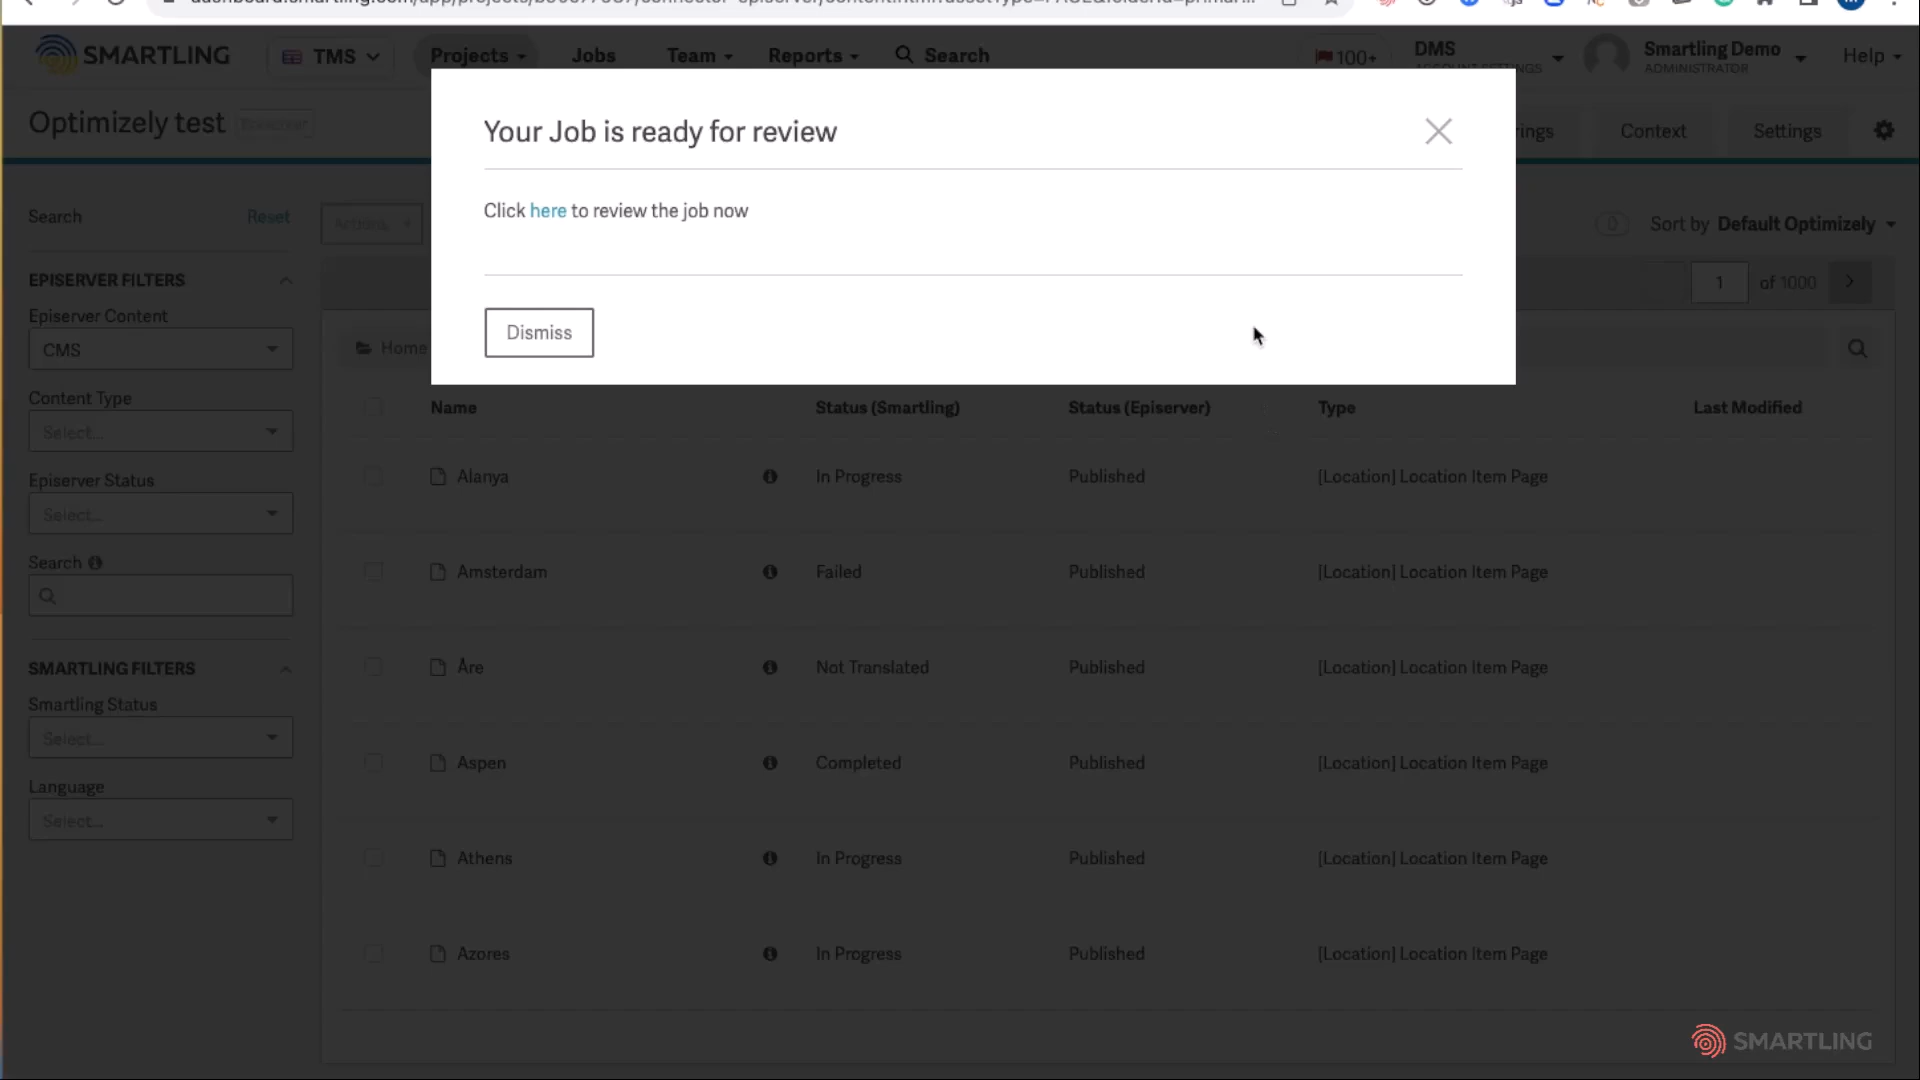 SMARTLING TMS Projects Jobs Team Reports Search 100+ DMS Smartling Demo Help
ACCOUNT SETTINGS ADMINISTRATOR
Optimizely test Context Settings
Your Job is ready for review
Click here to review the job now
Dismiss
Search Reset Sort by Default Optimizely
EPISERVER FILTERS 1 of 1000
Episerver Content
CMS Home
Content Type
Select...
Episerver Status
Select...
Search
SMARTLING FILTERS
Smartling Status
Select...
Language
Select...
Name Status (Smartling) Status (Episerver) Type Last Modified
Alanya In Progress Published [Location] Location Item Page
Amsterdam Failed Published [Location] Location Item Page
Åre Not Translated Published [Location] Location Item Page
Aspen Completed Published [Location] Location Item Page
Athens In Progress Published [Location] Location Item Page
Azores In Progress Published [Location] Location Item Page
SMARTLING